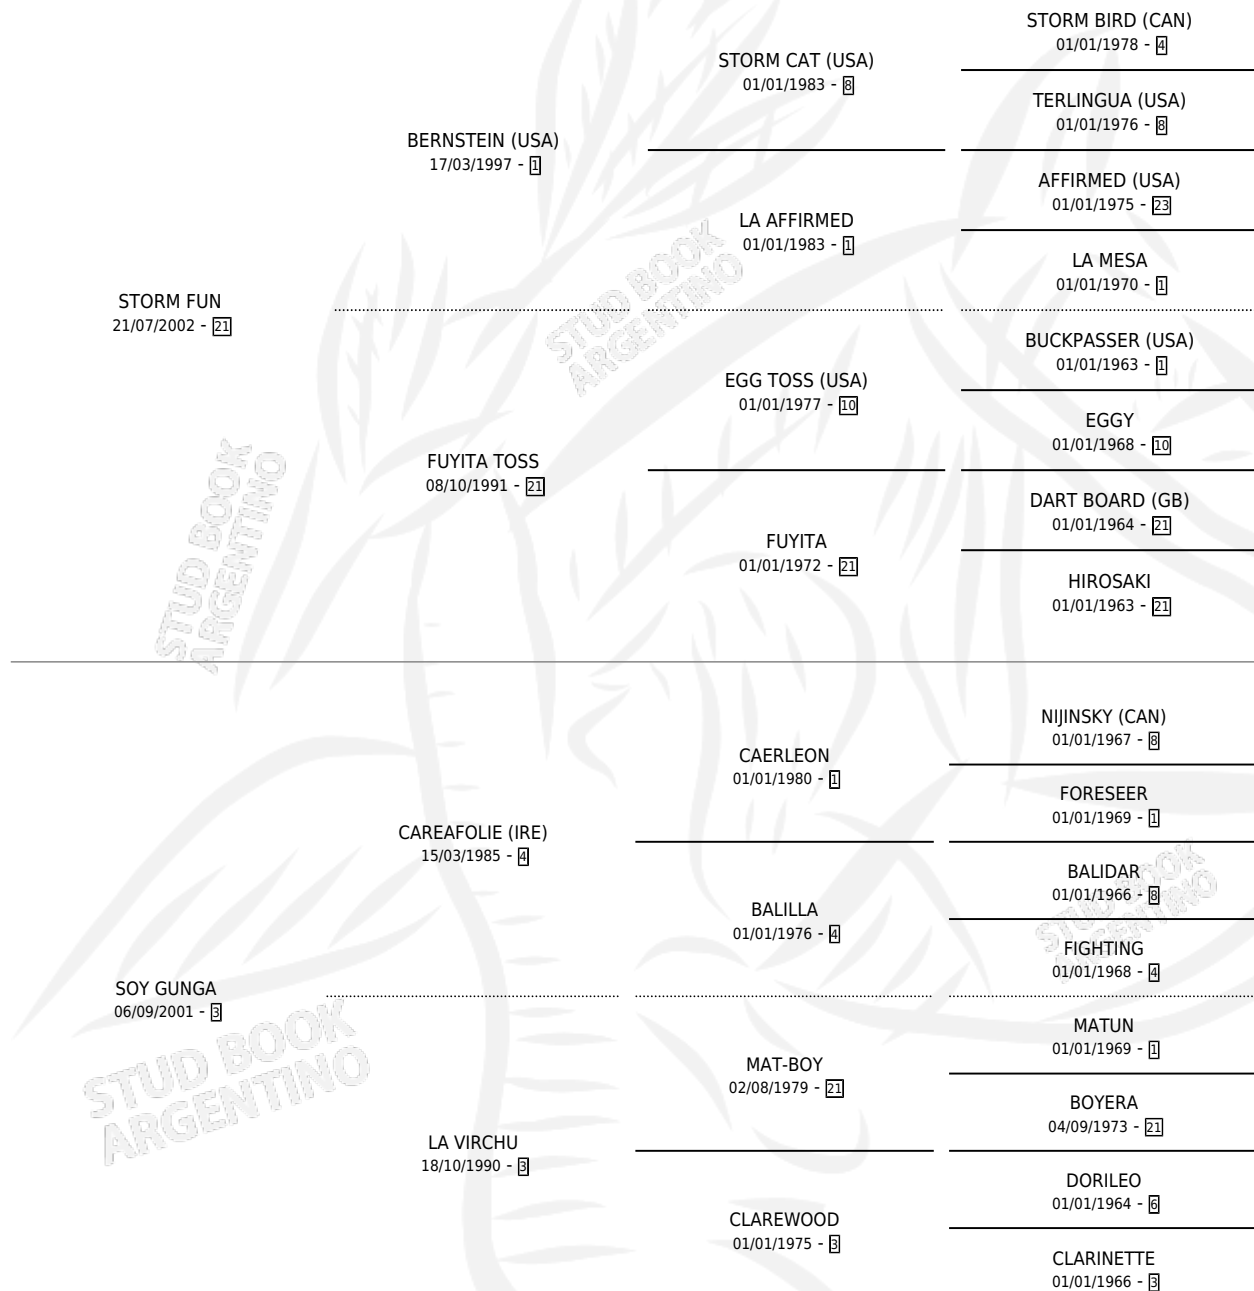 STORM BIRD (CAN)
01/01/1978 - 4
STORM CAT (USA)
01/01/1983 - 8
TERLINGUA (USA)
01/01/1976 - 8
BERNSTEIN (USA)
17/03/1997 - 1
AFFIRMED (USA)
01/01/1975 - 23
LA AFFIRMED
01/01/1983 - 1
LA MESA
01/01/1970 - 1
STORM FUN
21/07/2002 - 21
BUCKPASSER (USA)
01/01/1963 - 1
EGG TOSS (USA)
01/01/1977 - 10
EGGY
01/01/1968 - 10
FUYITA TOSS
08/10/1991 - 21
DART BOARD (GB)
01/01/1964 - 21
FUYITA
01/01/1972 - 21
HIROSAKI
01/01/1963 - 21
NIJINSKY (CAN)
01/01/1967 - 8
CAERLEON
01/01/1980 - 1
FORESEER
01/01/1969 - 1
CAREAFOLIE (IRE)
15/03/1985 - 4
BALIDAR
01/01/1966 - 8
BALILLA
01/01/1976 - 4
FIGHTING
01/01/1968 - 4
SOY GUNGA
06/09/2001 - 3
MATUN
01/01/1969 - 1
MAT-BOY
02/08/1979 - 21
BOYERA
04/09/1973 - 21
LA VIRCHU
18/10/1990 - 3
DORILEO
01/01/1964 - 6
CLAREWOOD
01/01/1975 - 3
CLARINETTE
01/01/1966 - 3
STUD BOOK
ARGENTINO
STUD BOOK
ARGENTINO
STUD BOOK
ARGENTINO
STUD BOOK
ARGENTINO